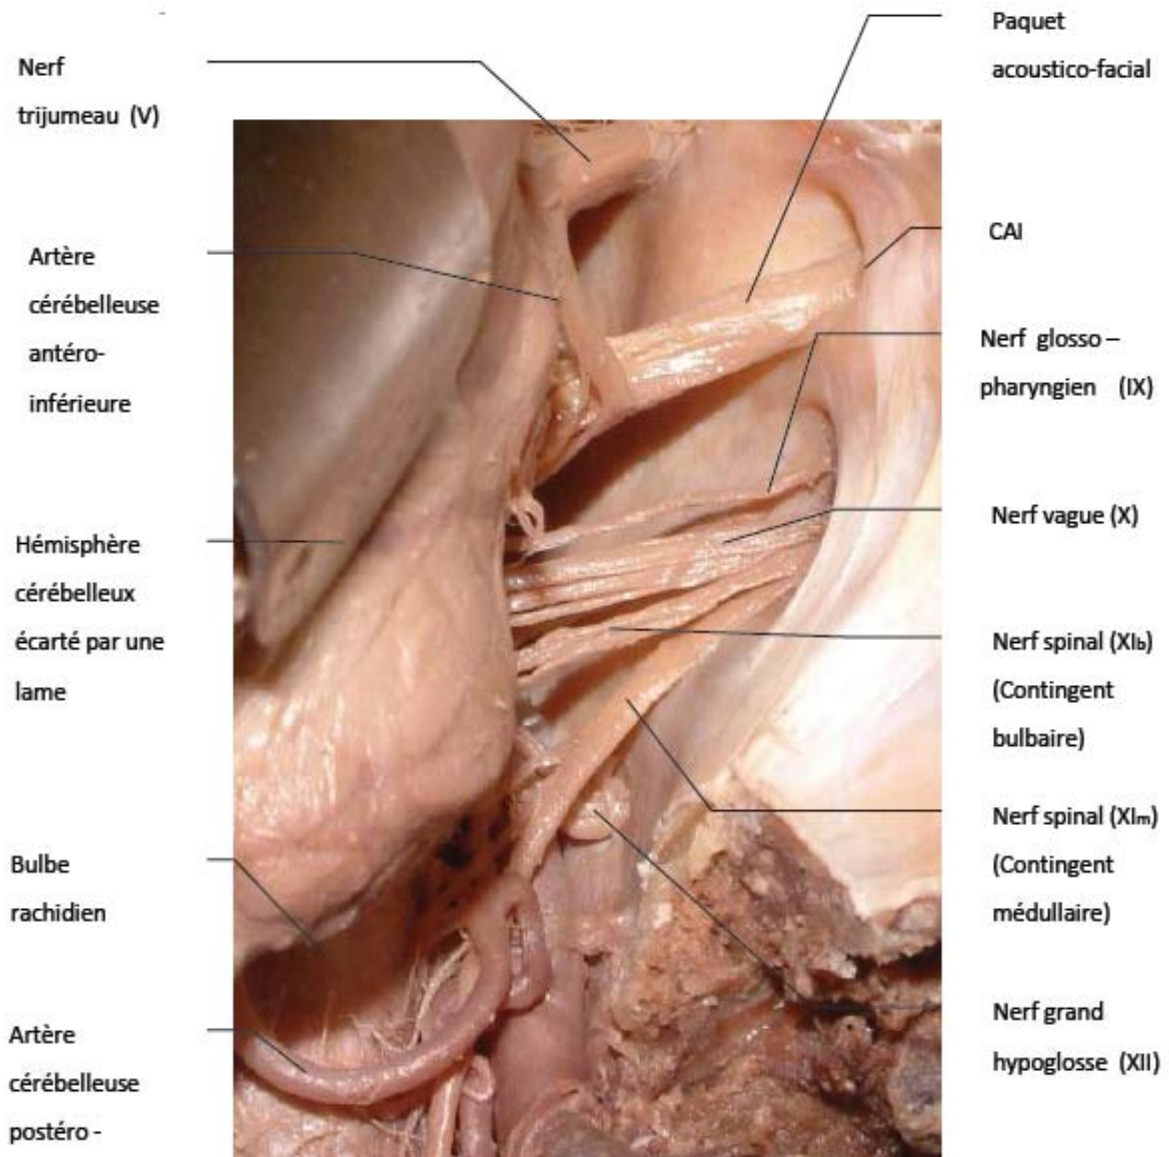 Nerf
trijumeau (V)
Artère
cérébelleuse
antéro-
inférieure
Hémisphère
cérébelleux
écarté par une
lame
Bulbe
rachidien
Artère
cérébelleuse
postéro -
Paquet
acoustico-facial
CAI
Nerf glosso –
pharyngien (IX)
Nerf vague (X)
Nerf spinal (XIb)
(Contingent
bulbaire)
Nerf spinal (XIm)
(Contingent
médullaire)
Nerf grand
hypoglosse (XII)